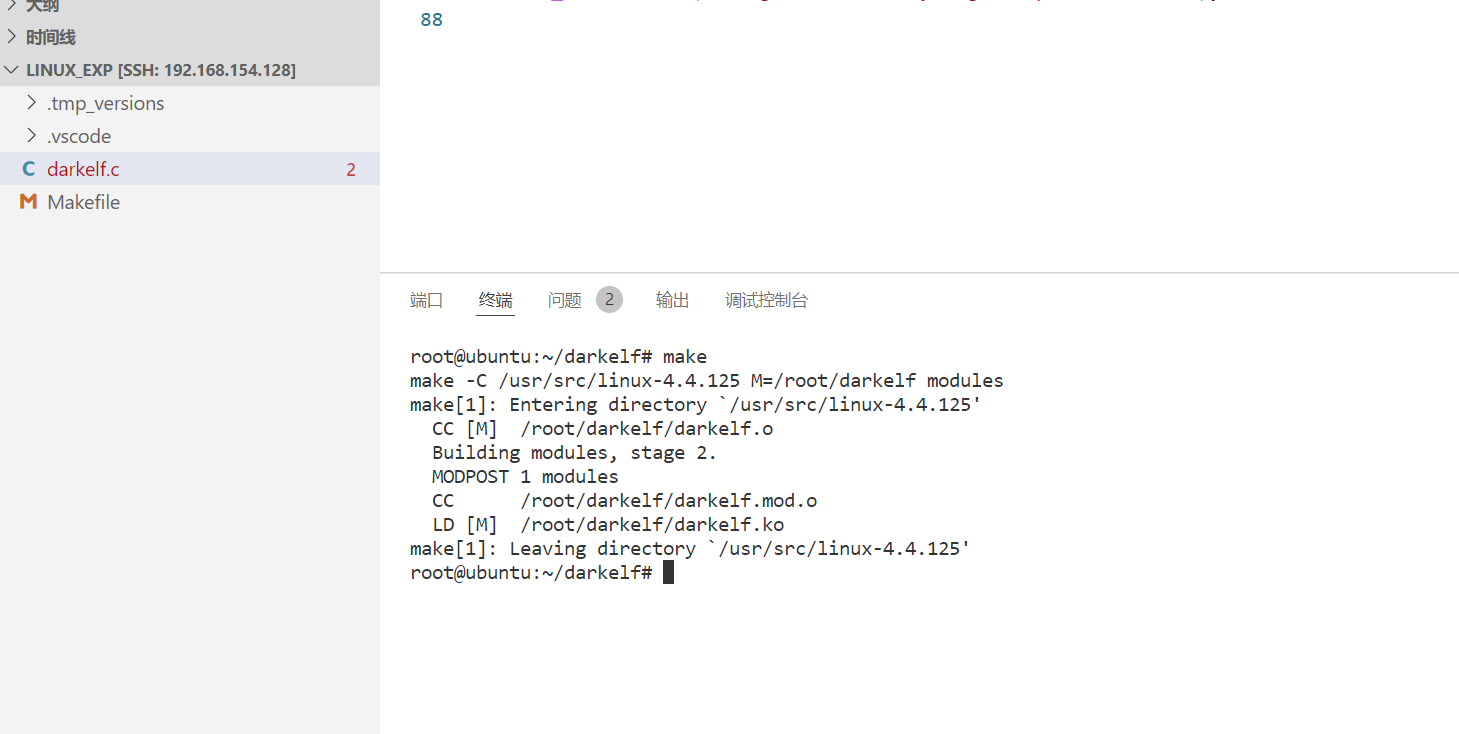 大纲
时间线
LINUX_EXP [SSH: 192.168.154.128]
.tmp_versions
.vscode
C darkelf.c 2
M Makefile
88
端口 终端 问题 2 输出 调试控制台
root@ubuntu:~/darkelf# make
make -C /usr/src/linux-4.4.125 M=/root/darkelf modules
make[1]: Entering directory `/usr/src/linux-4.4.125'
CC [M]  /root/darkelf/darkelf.o
Building modules, stage 2.
MODPOST 1 modules
CC      /root/darkelf/darkelf.mod.o
LD [M]  /root/darkelf/darkelf.ko
make[1]: Leaving directory `/usr/src/linux-4.4.125'
root@ubuntu:~/darkelf#